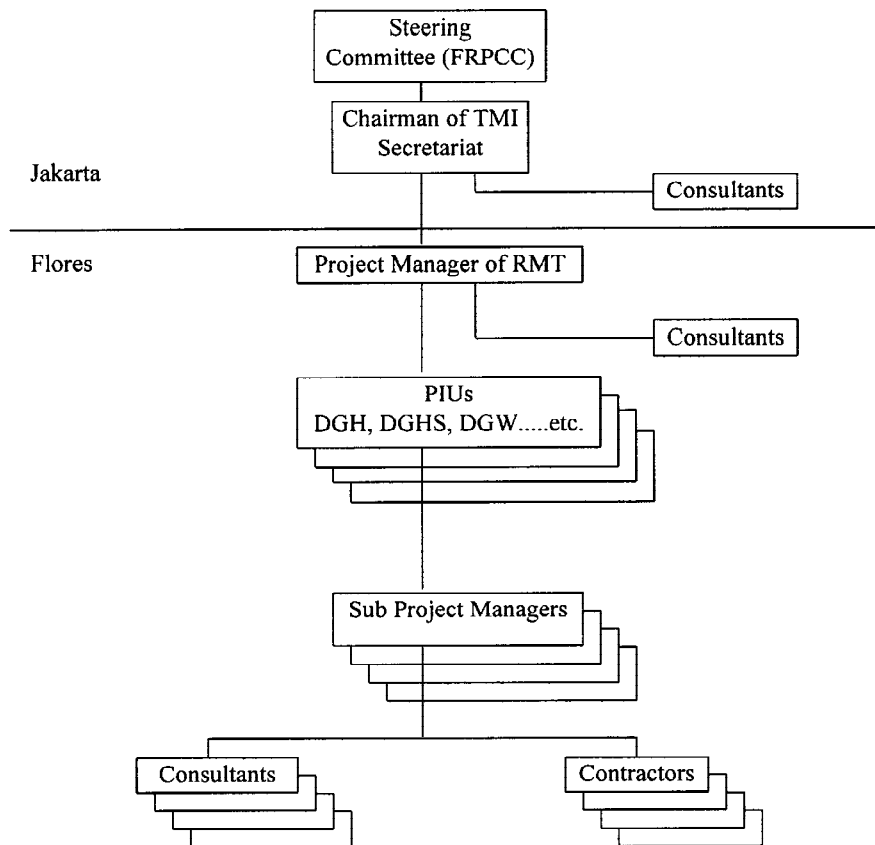 Steering
Committee (FRPCC)
Chairman of TMI
Secretariat
Jakarta
Consultants
Flores
Project Manager of RMT
Consultants
PIUs
DGH, DGHS, DGW.....etc.
Sub Project Managers
Consultants
Contractors